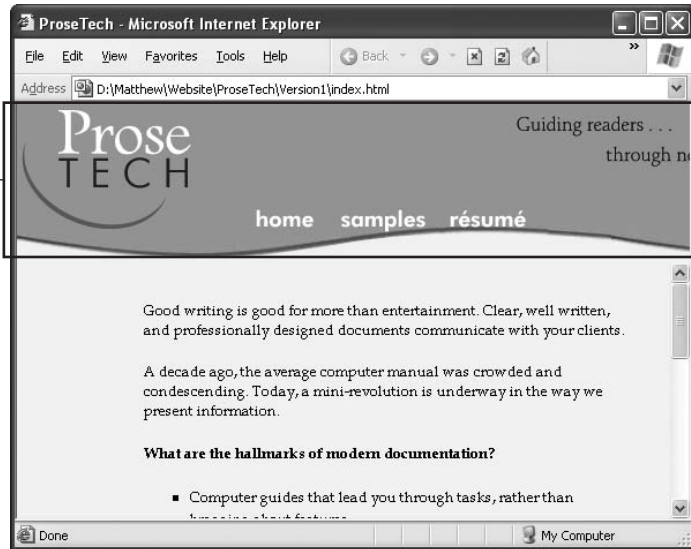 ProseTech - Microsoft Internet Explorer
File Edit View Favorites Tools Help Back »
Address D:\Matthew\Website\ProseTech\Version1\index.html
Prose
TECH
Guiding readers . . .
through
home samples résumé
Good writing is good for more than entertainment. Clear, well written,
and professionally designed documents communicate with your clients.
A decade ago, the average computer manual was crowded and
condescending. Today, a mini-revolution is underway in the way we
present information.
What are the hallmarks of modern documentation?
▪ Computer guides that lead you through tasks, rather than
Done My Computer